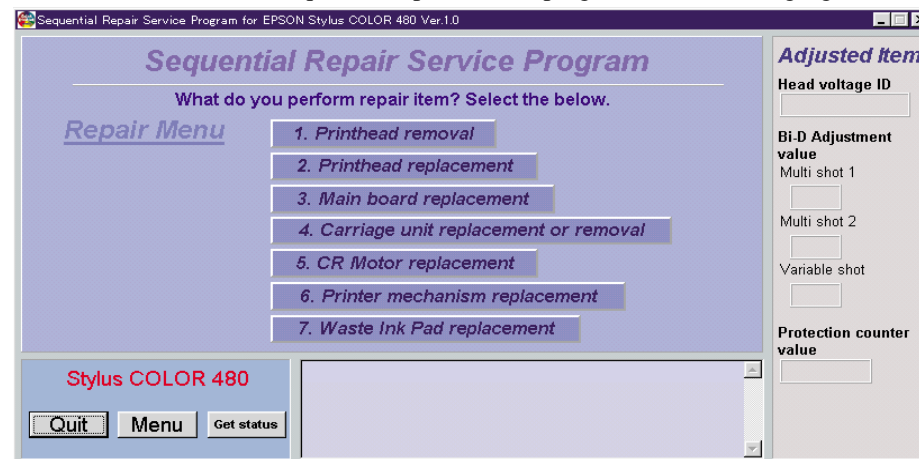 Sequential Repair Service Program for EPSON Stylus COLOR 480 Ver.1.0
Sequential Repair Service Program
What do you perform repair item? Select the below.
Repair Menu
1. Printhead removal
2. Printhead replacement
3. Main board replacement
4. Carriage unit replacement or removal
5. CR Motor replacement
6. Printer mechanism replacement
7. Waste Ink Pad replacement
Stylus COLOR 480
Quit Menu Get status
Adjusted Item
Head voltage ID
Bi-D Adjustment
value
Multi shot 1
Multi shot 2
Variable shot
Protection counter
value